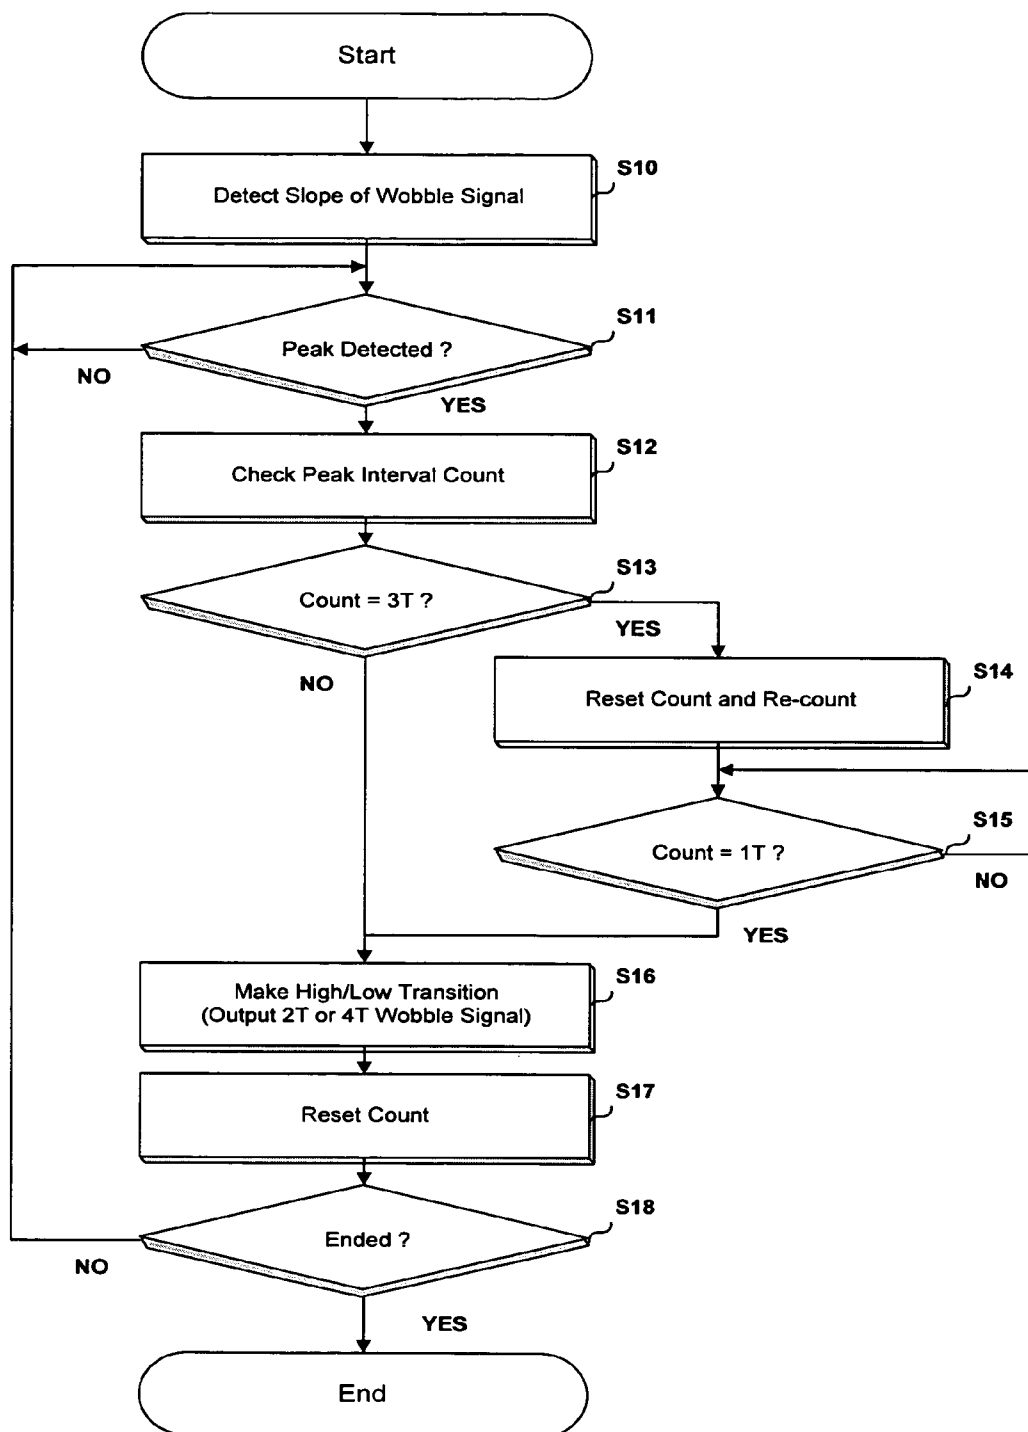 Start
S10
Detect Slope of Wobble Signal
S11
Peak Detected ?
NO
YES
S12
Check Peak Interval Count
S13
Count = 3T ?
YES
NO
S14
Reset Count and Re-count
S15
Count = 1T ?
NO
YES
S16
Make High/Low Transition
(Output 2T or 4T Wobble Signal)
S17
Reset Count
S18
Ended ?
NO
YES
End